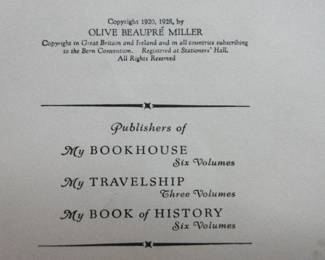 Copyright 1920, 1928, by
OLIVE BEAUPRÉ MILLER
Copyright in Great Britain and Ireland and in all countries subscribing
to the Bern Convention. Registered at Stationers' Hall.
All Rights Reserved
Publishers of
My BOOKHOUSE
Six Volumes
My TRAVELSHIP
Three Volumes
My BOOK of HISTORY
Six Volumes